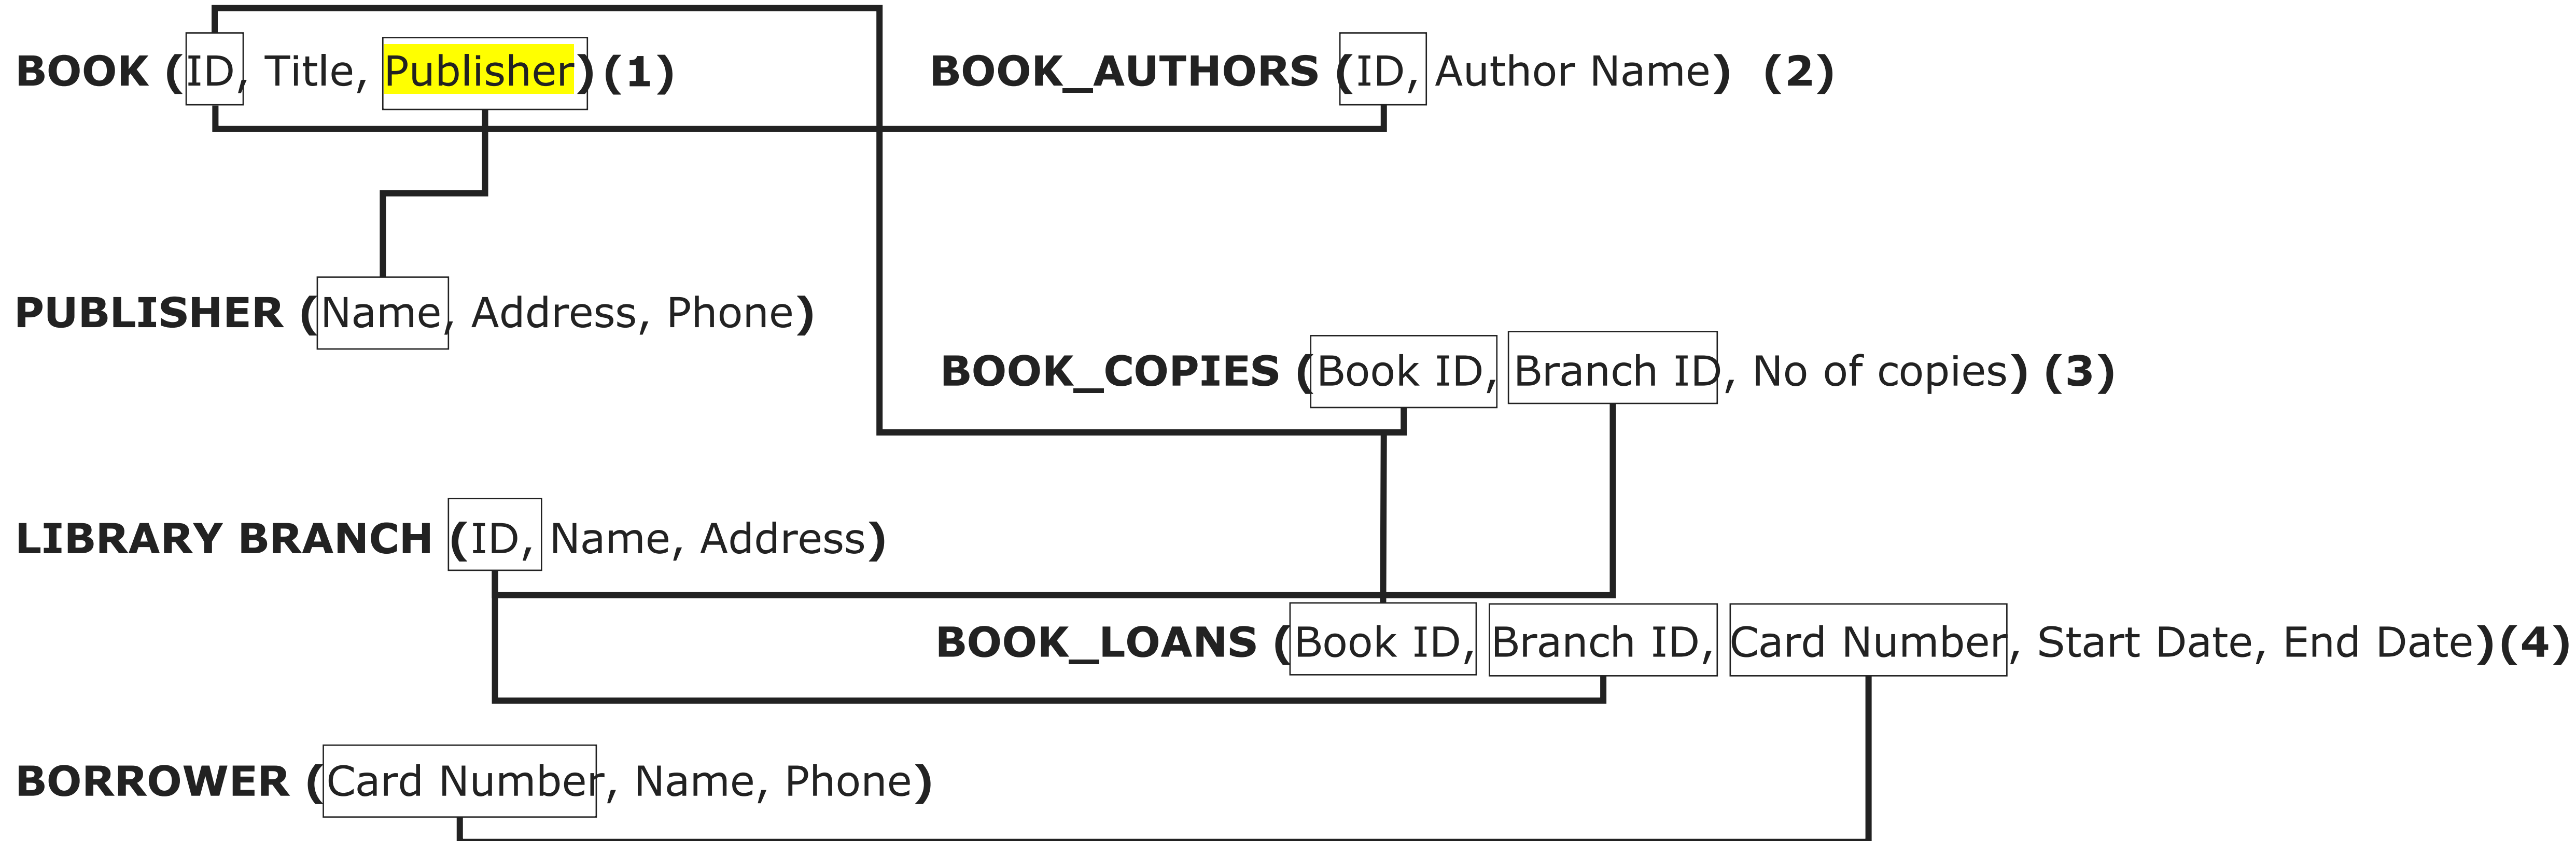 BOOK (ID, Title, Publisher) (1)
BOOK_AUTHORS (ID, Author Name) (2)
PUBLISHER (Name, Address, Phone)
BOOK_COPIES (Book ID, Branch ID, No of copies) (3)
LIBRARY BRANCH (ID, Name, Address)
BOOK_LOANS (Book ID, Branch ID, Card Number, Start Date, End Date)(4)
BORROWER (Card Number, Name, Phone)